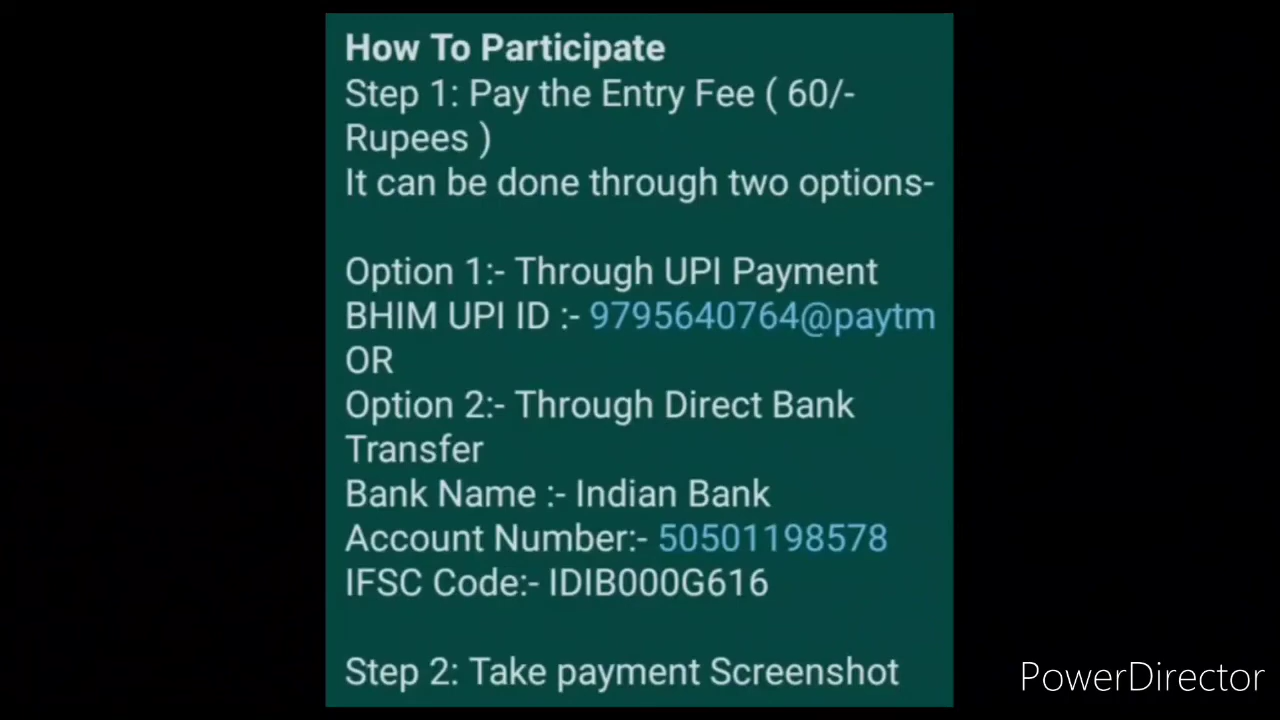 How To Participate
Step 1: Pay the Entry Fee ( 60/-
Rupees )
It can be done through two options-
Option 1:- Through UPI Payment
BHIM UPI ID :- 9795640764@paytm
OR
Option 2:- Through Direct Bank
Transfer
Bank Name :- Indian Bank
Account Number:- 50501198578
IFSC Code:- IDIB000G616
Step 2: Take payment Screenshot
PowerDirector